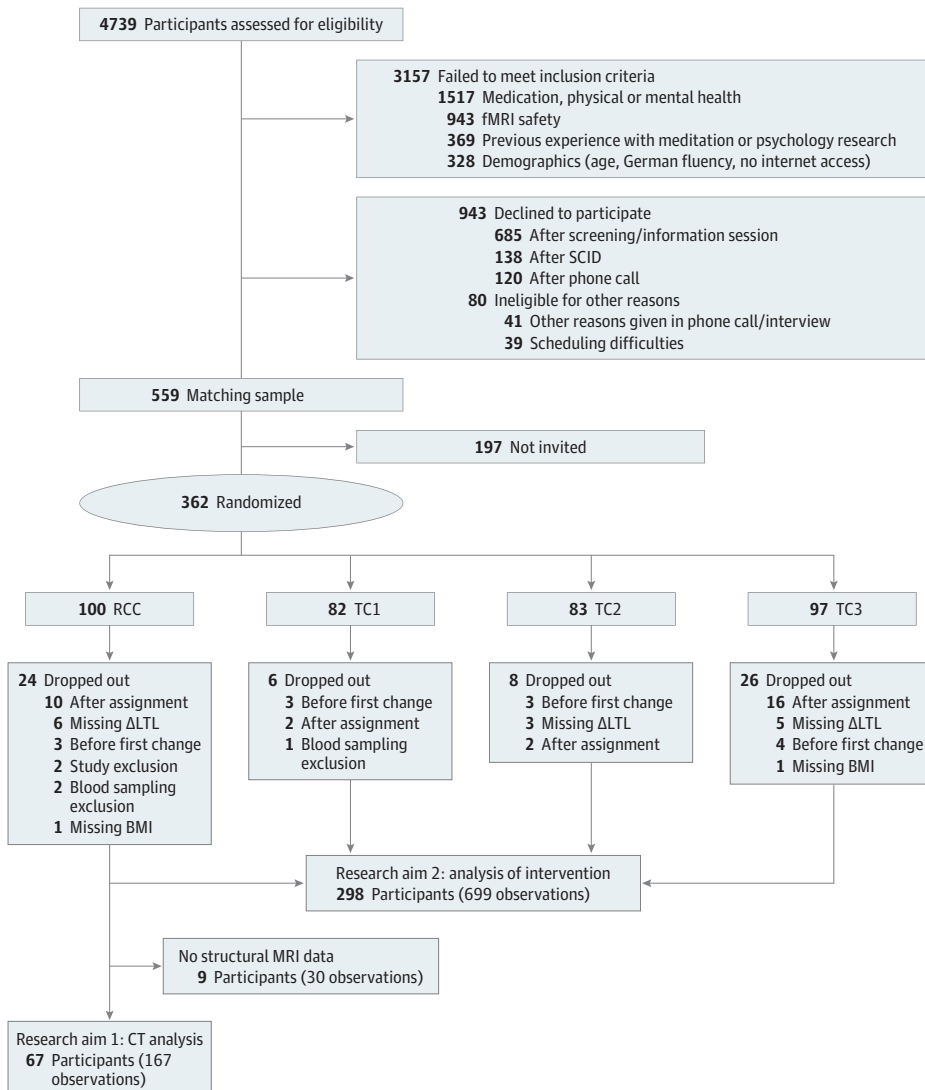 4739 Participants assessed for eligibility
3157 Failed to meet inclusion criteria
1517 Medication, physical or mental health
943 fMRI safety
369 Previous experience with meditation or psychology research
328 Demographics (age, German fluency, no internet access)
943 Declined to participate
685 After screening/information session
138 After SCID
120 After phone call
80 Ineligible for other reasons
41 Other reasons given in phone call/interview
39 Scheduling difficulties
559 Matching sample
197 Not invited
362 Randomized
100 RCC
82 TC1
83 TC2
97 TC3
24 Dropped out
10 After assignment
6 Missing ΔLTL
3 Before first change
2 Study exclusion
2 Blood sampling
exclusion
1 Missing BMI
6 Dropped out
3 Before first change
2 After assignment
1 Blood sampling
exclusion
8 Dropped out
3 Before first change
3 Missing ΔLTL
2 After assignment
26 Dropped out
16 After assignment
5 Missing ΔLTL
4 Before first change
1 Missing BMI
Research aim 2: analysis of intervention
298 Participants (699 observations)
No structural MRI data
9 Participants (30 observations)
Research aim 1: CT analysis
67 Participants (167
observations)